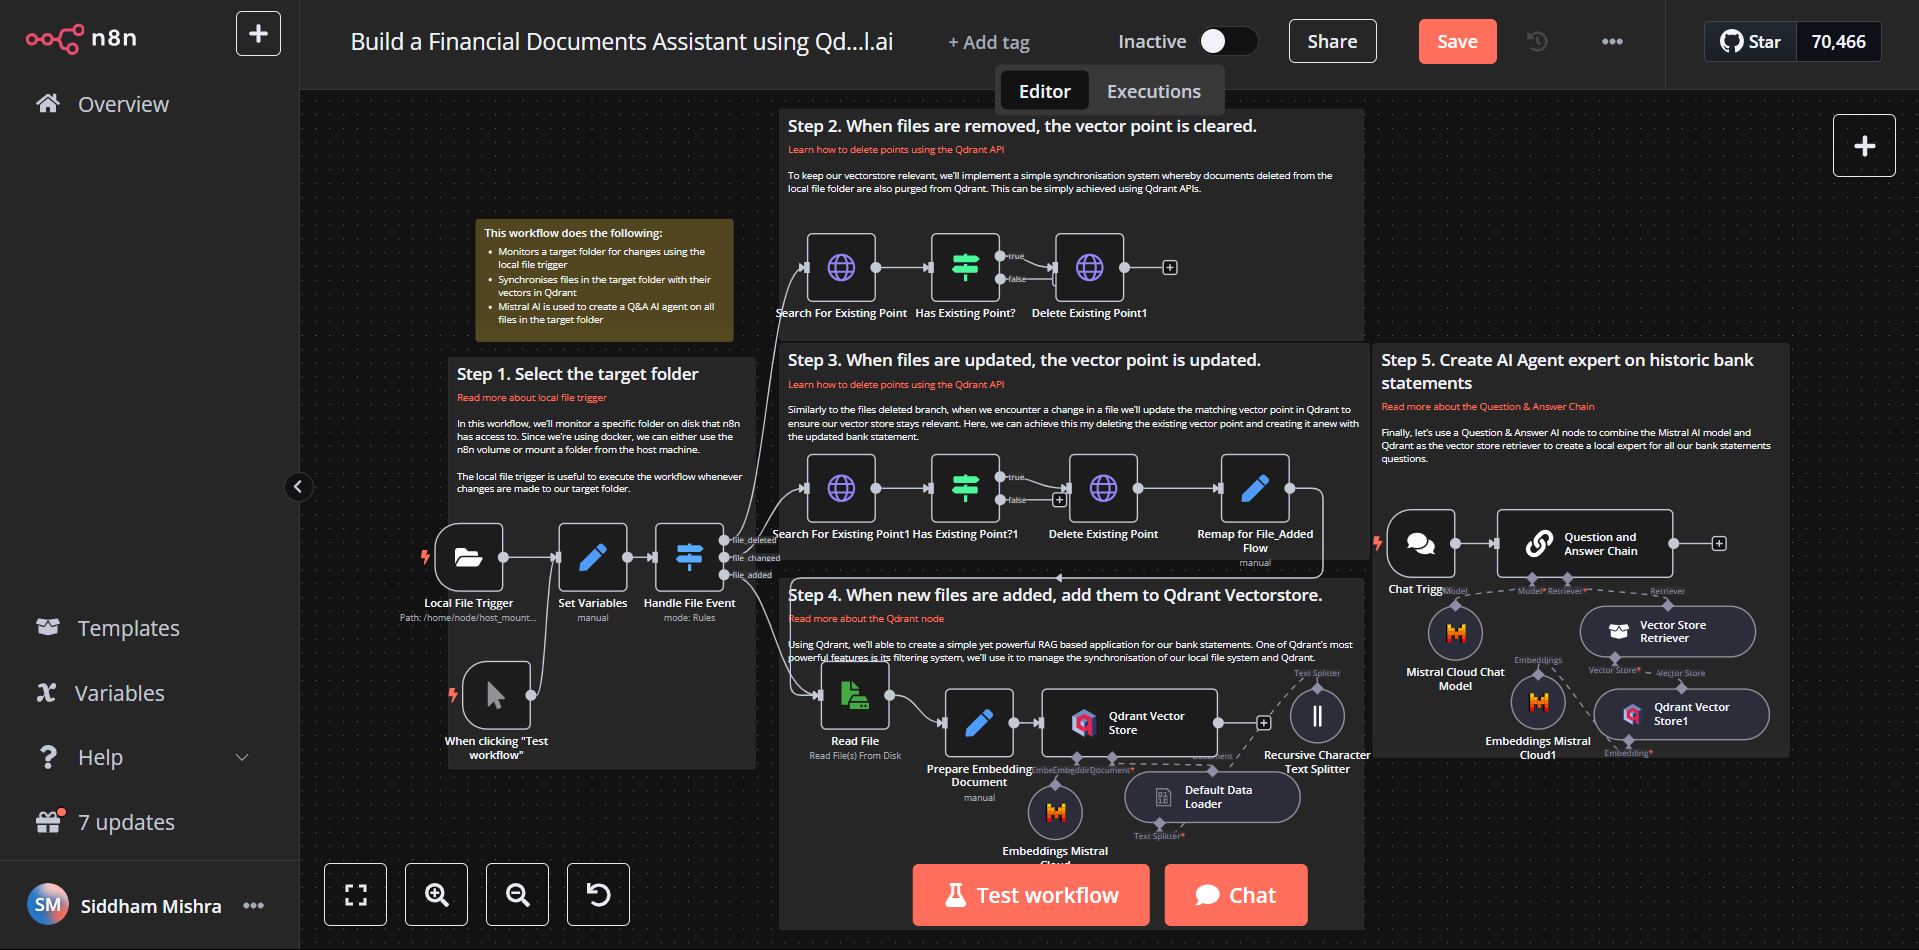 n8n
Build a Financial Documents Assistant using Qd...l.ai
+ Add tag
Inactive
Share
Save
Star
70,466
Editor
Executions
Overview
Templates
Variables
Help
7 updates
SM
Siddham Mishra
This workflow does the following:
• Monitors a target folder for changes using the
local file trigger
• Synchronises files in the target folder with their
vectors in Qdrant
• Mistral AI is used to create a Q&A AI agent on all
files in the target folder
Step 1. Select the target folder
Read more about local file trigger
In this workflow, we'll monitor a specific folder on disk that n8n
has access to. Since we're using docker, we can either use the
n8n volume or mount a folder from the host machine.
The local file trigger is useful to execute the workflow whenever
changes are made to our target folder.
Local File Trigger
Path: /home/node/host_mount...
Set Variables
manual
Handle File Event
mode: Rules
file_deleted
file_changed
file_added
When clicking "Test
workflow"
Step 2. When files are removed, the vector point is cleared.
Learn how to delete points using the Qdrant API
To keep our vectorstore relevant, we'll implement a simple synchronisation system whereby documents deleted from the
local file folder are also purged from Qdrant. This can be simply achieved using Qdrant APIs.
true
false
Search For Existing Point
Has Existing Point?
Delete Existing Point1
Step 3. When files are updated, the vector point is updated.
Learn how to delete points using the Qdrant API
Similarly to the files deleted branch, when we encounter a change in a file we'll update the matching vector point in Qdrant to
ensure our vector store stays relevant. Here, we can achieve this my deleting the existing vector point and creating it anew with
the updated bank statement.
true
false
Search For Existing Point1
Has Existing Point?1
Delete Existing Point
Remap for File_Added
Flow
manual
Step 4. When new files are added, add them to Qdrant Vectorstore.
Read more about the Qdrant node
Using Qdrant, we'll able to create a simple yet powerful RAG based application for our bank statements. One of Qdrant's most
powerful features is its filtering system, we'll use it to manage the synchronisation of our local file system and Qdrant.
Read File
Read File(s) From Disk
Prepare Embedding
Document
manual
Qdrant Vector
Store
Embedding
Document*
Document
Text Splitter
Recursive Character
Text Splitter
Default Data
Loader
Text Splitter*
Embeddings Mistral
Step 5. Create AI Agent expert on historic bank
statements
Read more about the Question & Answer Chain
Finally, let's use a Question & Answer AI node to combine the Mistral AI model and
Qdrant as the vector store retriever to create a local expert for all our bank statements
questions.
Chat Trigg
Question and
Answer Chain
Model
Model*
Retriever*
Retriever
Mistral Cloud Chat
Model
Vector Store
Retriever
Vector Store*
Vector Store
Embeddings
Embeddings Mistral
Cloud1
Qdrant Vector
Store1
Embedding*
Test workflow
Chat